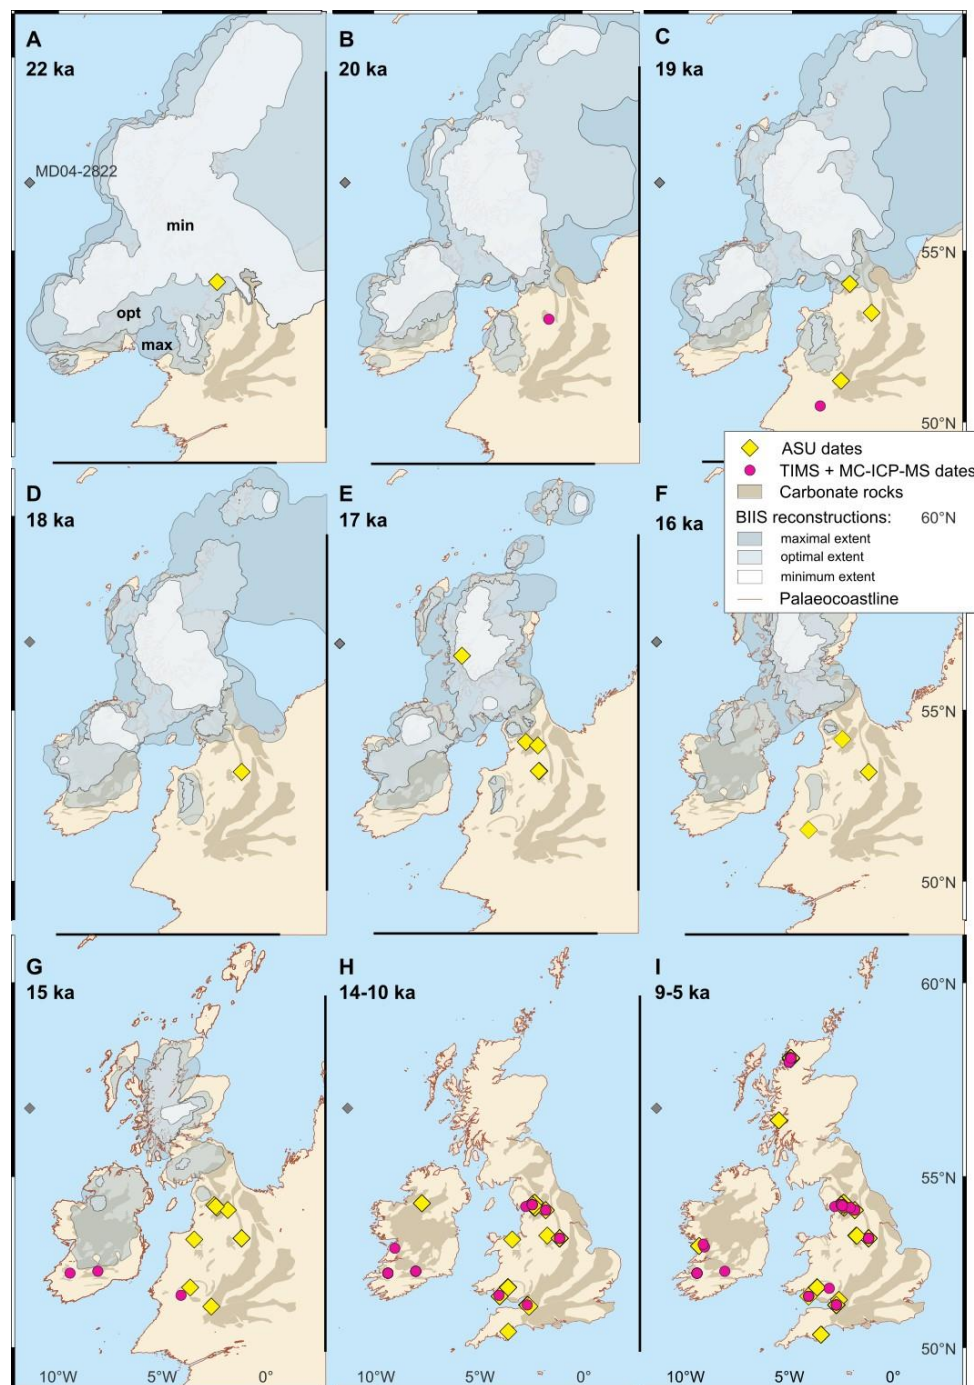 A
22 ka
MD04-2822
min
opt
max
B
20 ka
C
19 ka
55°N
50°N
ASU dates
TIMS + MC-ICP-MS dates
Carbonate rocks
BIIS reconstructions:
maximal extent
optimal extent
minimum extent
Palaeocoastline
D
18 ka
E
17 ka
F
16 ka
60°N
55°N
50°N
G
15 ka
H
14-10 ka
I
9-5 ka
60°N
55°N
50°N
10°W
5°W
0°
10°W
5°W
0°
10°W
5°W
0°